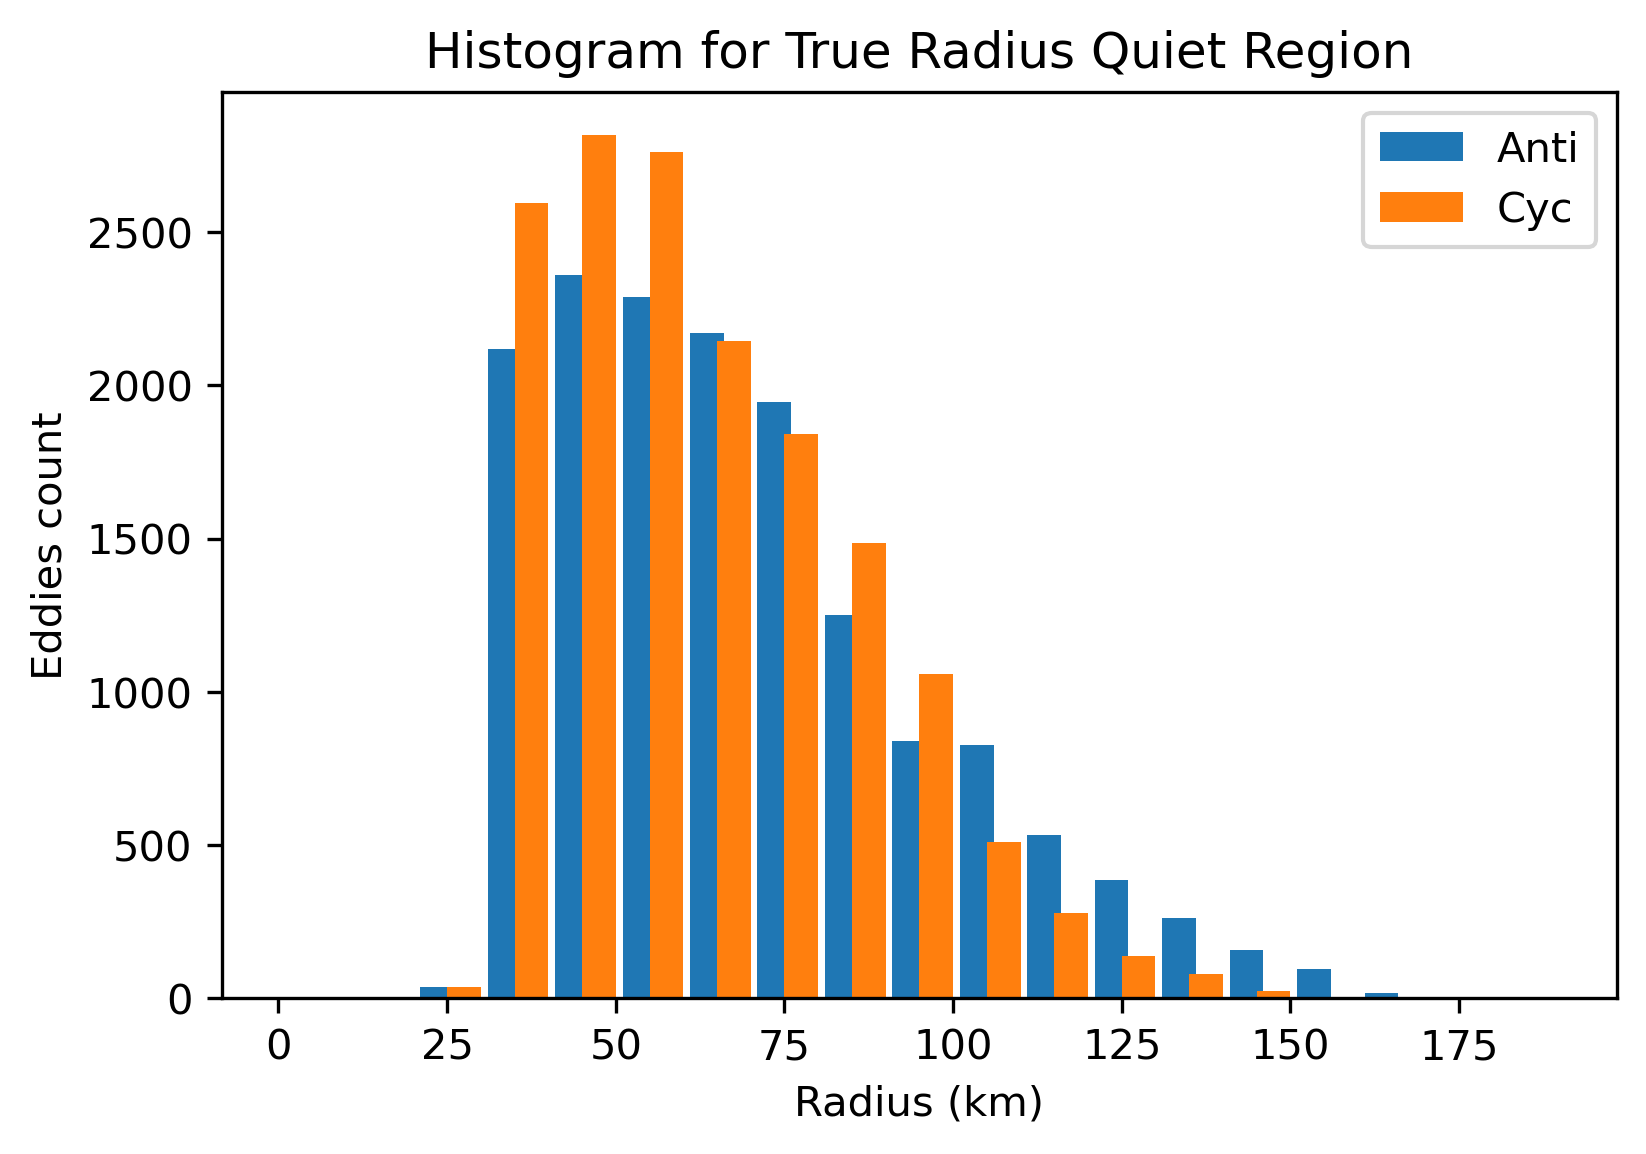 Histogram for True Radius Quiet Region
Anti
Cyc
2500
2000
1500
1000
500
0
Eddies count
0 25 50 75 100 125 150 175
Radius (km)